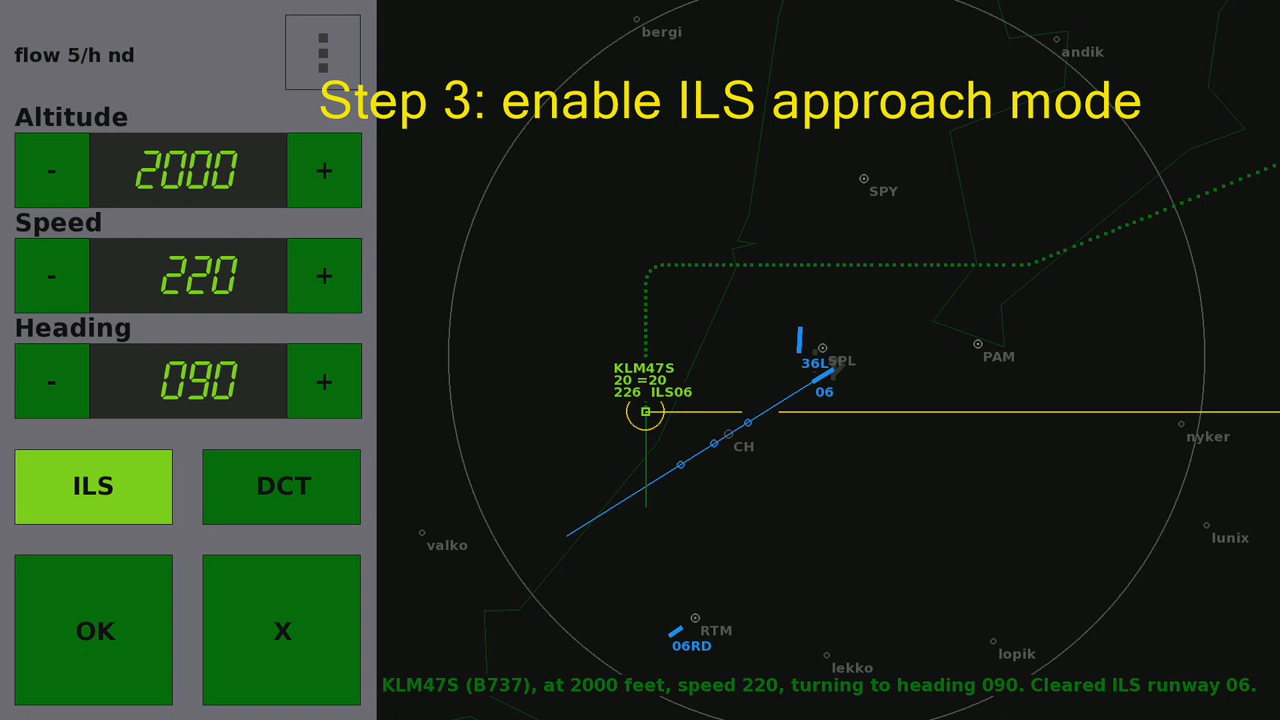 flow 5/h nd
Step 3: enable ILS approach mode
Altitude
- 2000 +
Speed
- 220 +
Heading
- 090 +
ILS DCT
OK X
bergi
andik
SPY
KLM47S
20 =20
226 ILS06
36L
SPL
06
PAM
CH
nyker
valko
lunix
RTM
06RD
lopik
lekko
KLM47S (B737), at 2000 feet, speed 220, turning to heading 090. Cleared ILS runway 06.